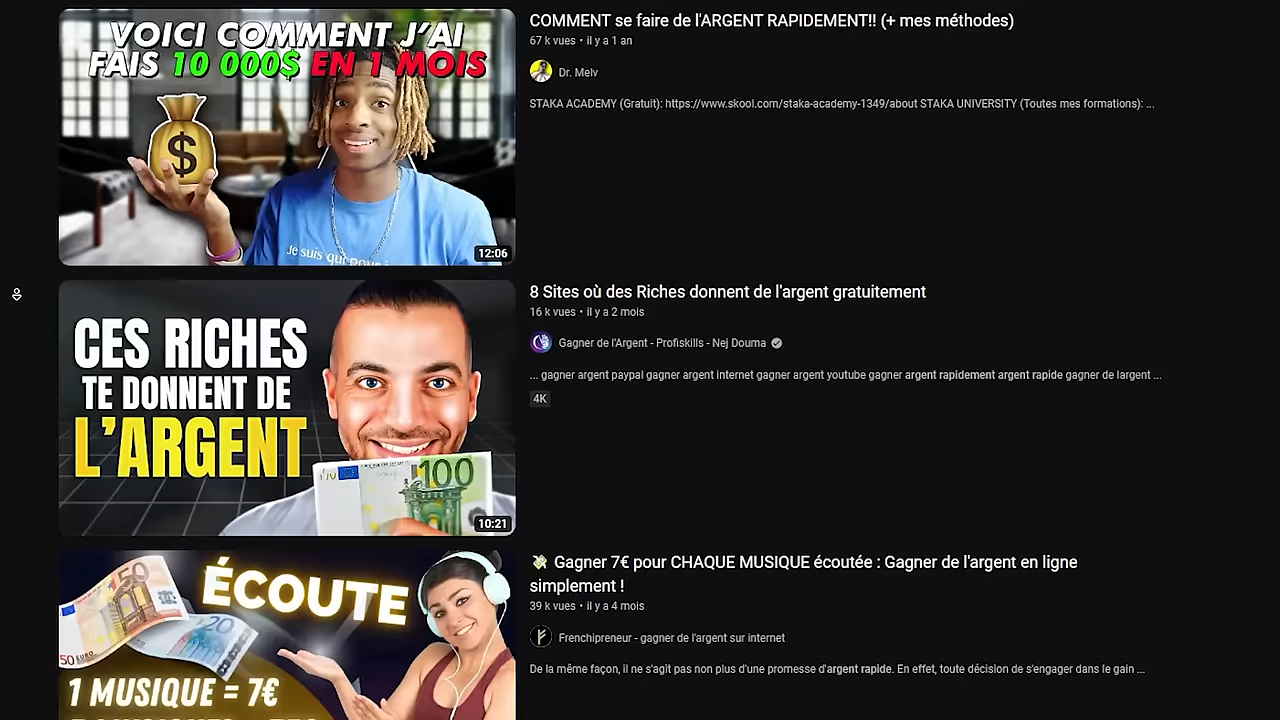 VOICI COMMENT J'AI
FAIS 10 000$ EN 1 MOIS
$
Je suis qui pour
12:06
COMMENT se faire de l'ARGENT RAPIDEMENT!! (+ mes méthodes)
67 k vues • il y a 1 an
Dr. Melv
STAKA ACADEMY (Gratuit): https://www.skool.com/staka-academy-1349/about STAKA UNIVERSITY (Toutes mes formations): ...
CES RICHES
TE DONNENT DE
L'ARGENT
100
10:21
8 Sites où des Riches donnent de l'argent gratuitement
16 k vues • il y a 2 mois
Gagner de l'Argent - Profiskills - Nej Douma
... gagner argent paypal gagner argent internet gagner argent youtube gagner argent rapidement argent rapide gagner de largent ...
4K
ÉCOUTE
50
20
50 EURO
1 MUSIQUE = 7€
Gagner 7€ pour CHAQUE MUSIQUE écoutée : Gagner de l'argent en ligne
simplement !
39 k vues • il y a 4 mois
Frenchipreneur - gagner de l'argent sur internet
De la même façon, il ne s'agit pas non plus d'une promesse d'argent rapide. En effet, toute décision de s'engager dans le gain ...